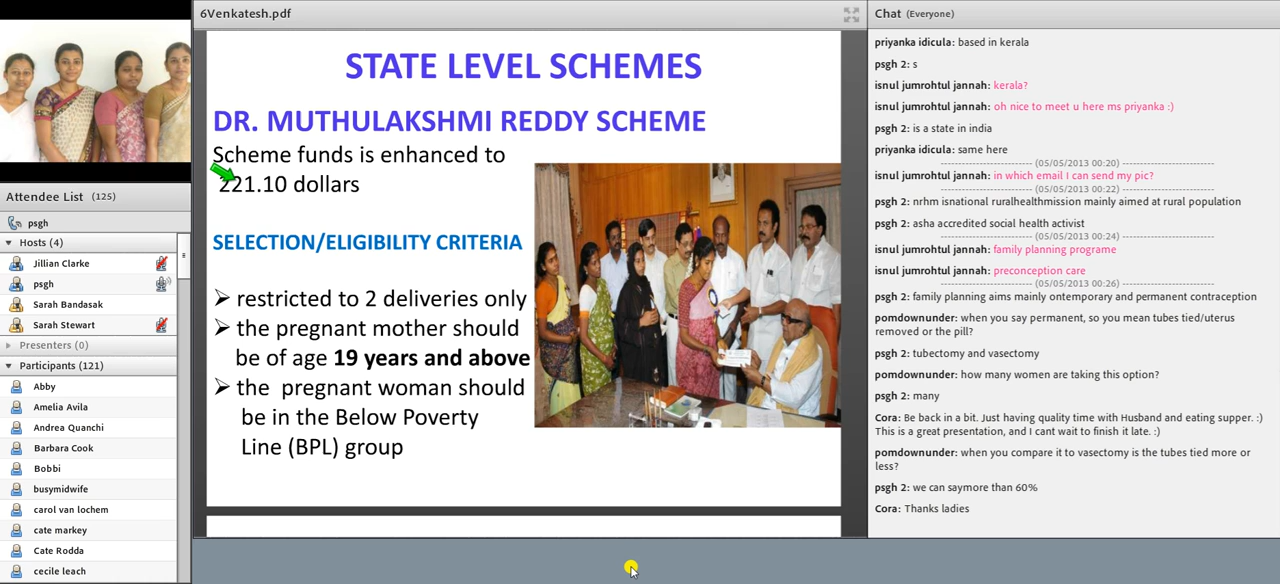 6Venkatesh.pdf
STATE LEVEL SCHEMES
DR. MUTHULAKSHMI REDDY SCHEME
Scheme funds is enhanced to
221.10 dollars
SELECTION/ELIGIBILITY CRITERIA
➢ restricted to 2 deliveries only
➢ the pregnant mother should
be of age 19 years and above
➢ the pregnant woman should
be in the Below Poverty
Line (BPL) group
Attendee List (125)
psgh
Hosts (4)
Jillian Clarke
psgh
Sarah Bandasak
Sarah Stewart
Presenters (0)
Participants (121)
Abby
Amelia Avila
Andrea Quanchi
Barbara Cook
Bobbi
busymidwife
carol van lochem
cate markey
Cate Rodda
cecile leach
Chat (Everyone)
priyanka idicula: based in kerala
psgh 2: s
isnul jumrohtul jannah: kerala?
isnul jumrohtul jannah: oh nice to meet u here ms priyanka :)
psgh 2: is a state in india
priyanka idicula: same here
------------------------ (05/05/2013 00:20) ------------------------
isnul jumrohtul jannah: in which email I can send my pic?
------------------------ (05/05/2013 00:22) ------------------------
psgh 2: nrhm isnational ruralhealthmission mainly aimed at rural population
psgh 2: asha accredited social health activist
------------------------ (05/05/2013 00:24) ------------------------
isnul jumrohtul jannah: family planning programe
isnul jumrohtul jannah: preconception care
------------------------ (05/05/2013 00:26) ------------------------
psgh 2: family planning aims mainly ontemporary and permanent contraception
pomdownunder: when you say permanent, so you mean tubes tied/uterus
removed or the pill?
psgh 2: tubectomy and vasectomy
pomdownunder: how many women are taking this option?
psgh 2: many
Cora: Be back in a bit. Just having quality time with Husband and eating supper. :)
This is a great presentation, and I cant wait to finish it late. :)
pomdownunder: when you compare it to vasectomy is the tubes tied more or
less?
psgh 2: we can saymore than 60%
Cora: Thanks ladies